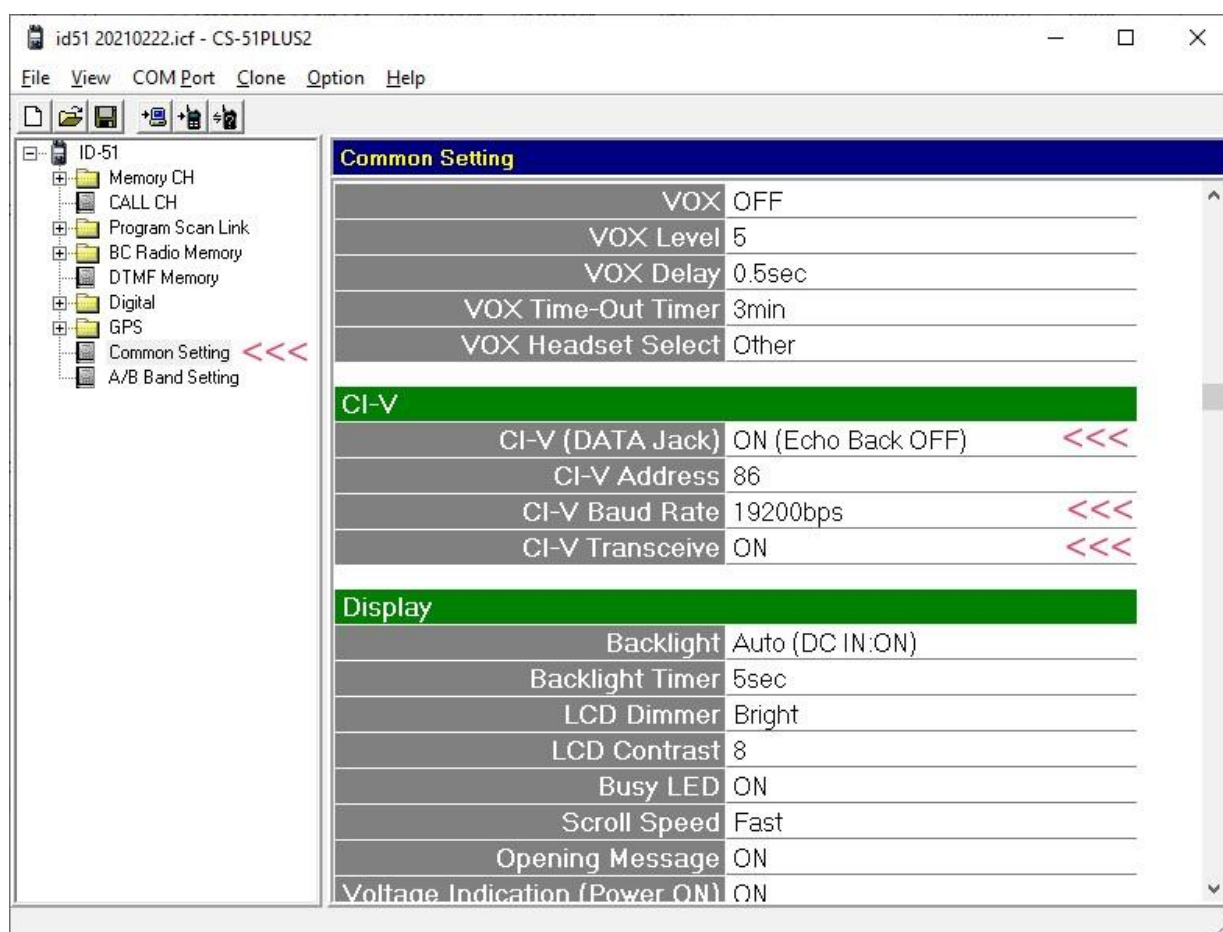 id51 20210222.icf - CS-51PLUS2
File View COM Port Clone Option Help
ID-51
Memory CH
CALL CH
Program Scan Link
BC Radio Memory
DTMF Memory
Digital
GPS
Common Setting <<<
A/B Band Setting
Common Setting
VOX OFF
VOX Level 5
VOX Delay 0.5sec
VOX Time-Out Timer 3min
VOX Headset Select Other
CI-V
CI-V (DATA Jack) ON (Echo Back OFF) <<<
CI-V Address 86
CI-V Baud Rate 19200bps <<<
CI-V Transceive ON <<<
Display
Backlight Auto (DC IN:ON)
Backlight Timer 5sec
LCD Dimmer Bright
LCD Contrast 8
Busy LED ON
Scroll Speed Fast
Opening Message ON
Voltage Indication (Power ON) ON